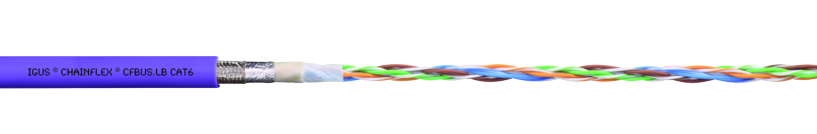 IGUS ® CHAINFLEX ® CFBUS.LB CAT6